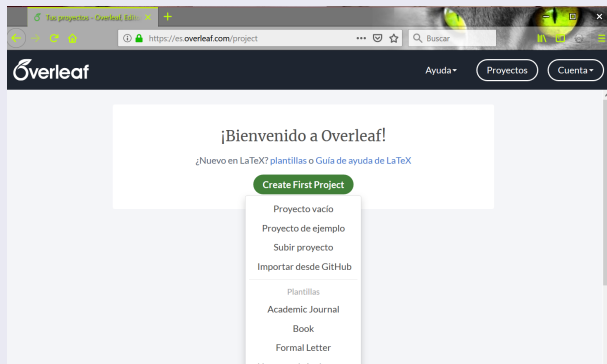 Tus proyectos - Overleaf, Edit
https://es.overleaf.com/project
Buscar
Overleaf
Ayuda
Proyectos
Cuenta
¡Bienvenido a Overleaf!
¿Nuevo en LaTeX? plantillas o Guía de ayuda de LaTeX
Create First Project
Proyecto vacío
Proyecto de ejemplo
Subir proyecto
Importar desde GitHub
Plantillas
Academic Journal
Book
Formal Letter